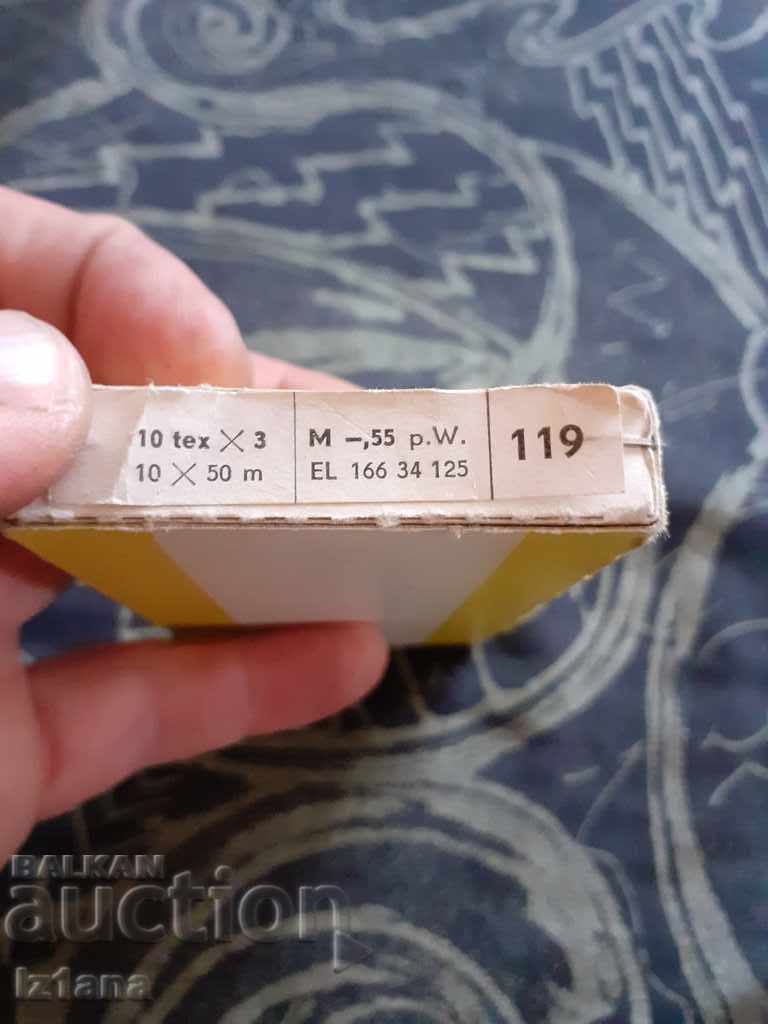 10 tex × 3
10 × 50 m
M –,55 p.W.
EL 166 34 125
119
BALKAN
auction
Iz1ana